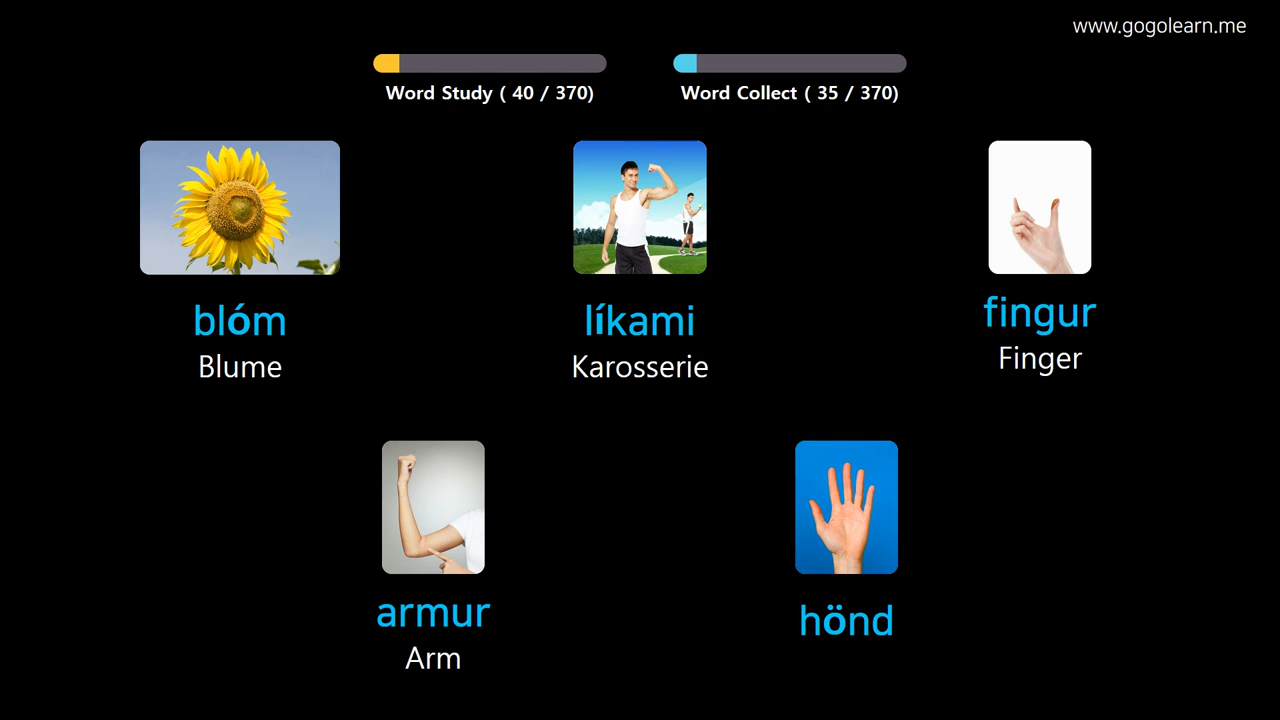 www.gogolearn.me
Word Study ( 40 / 370)
Word Collect ( 35 / 370)
blóm
Blume
líkami
Karosserie
fingur
Finger
armur
Arm
hönd